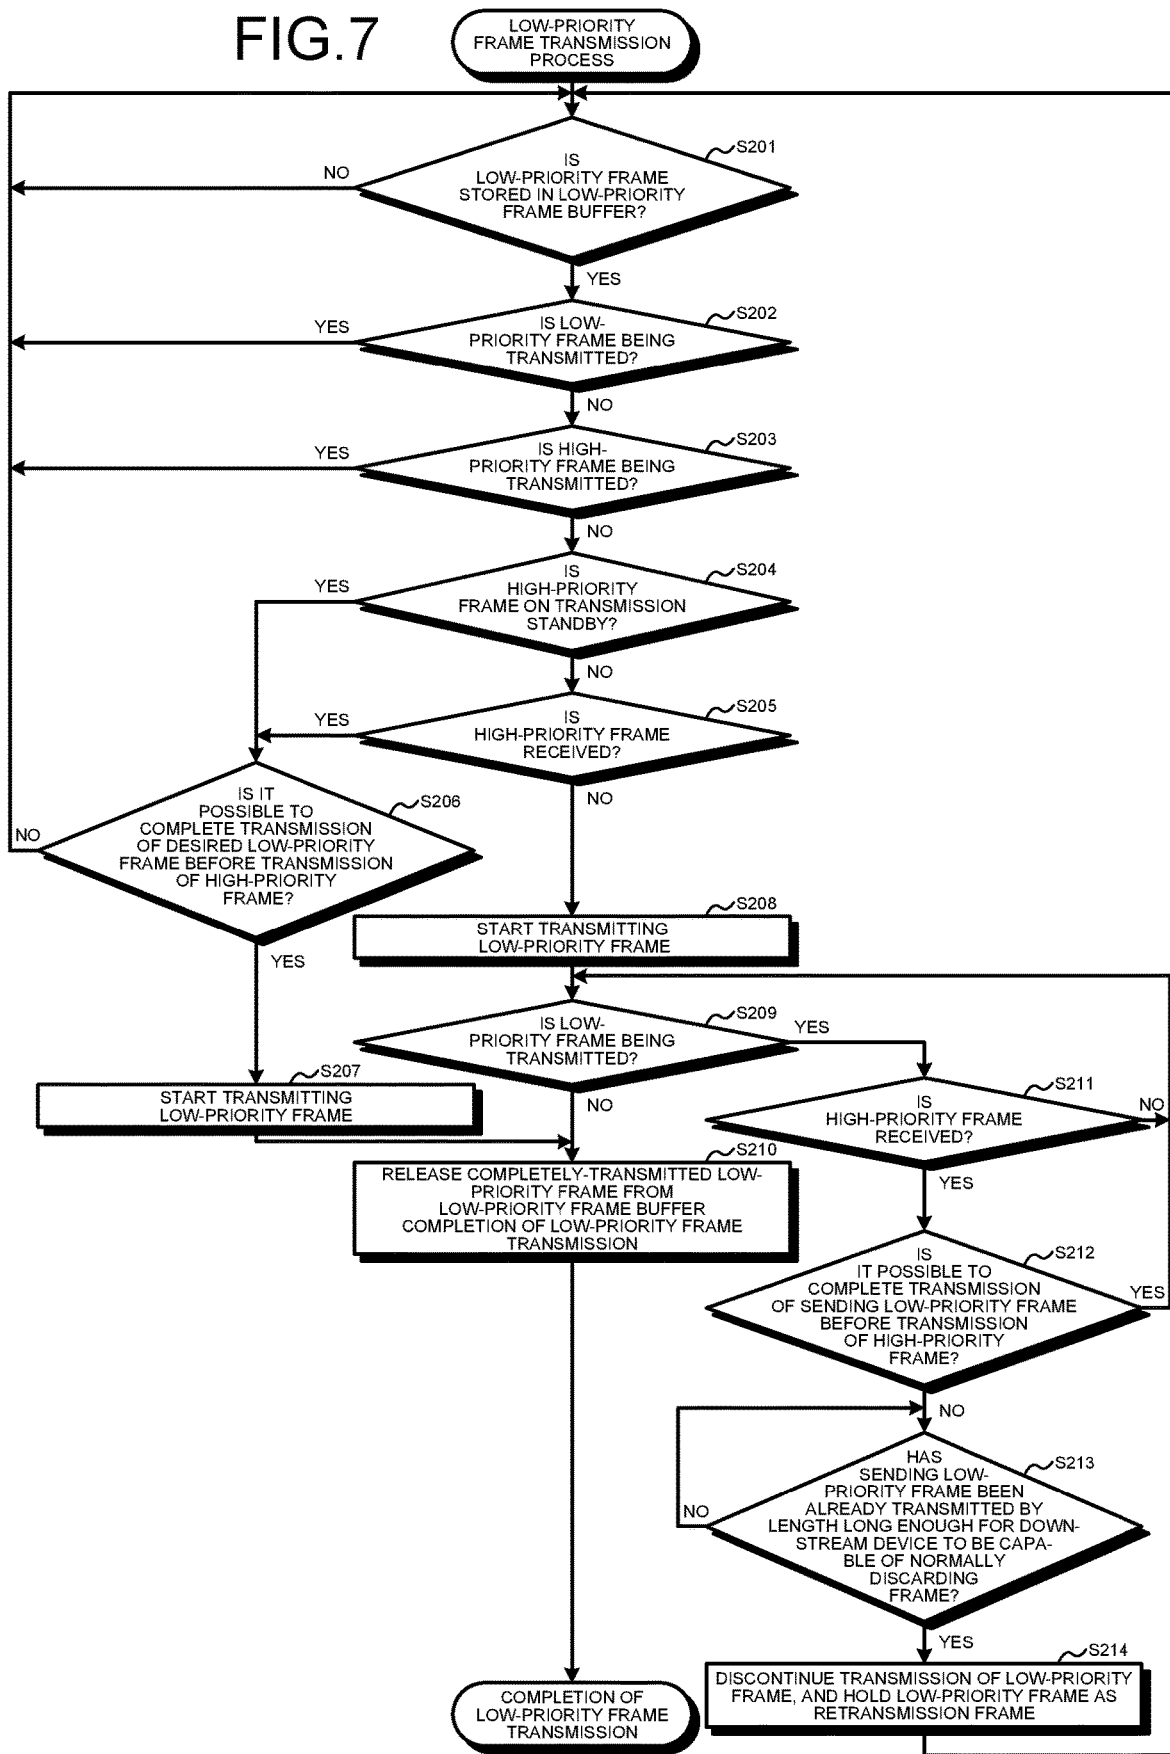 FIG.7
LOW-PRIORITY
FRAME TRANSMISSION
PROCESS
S201
IS
LOW-PRIORITY FRAME
STORED IN LOW-PRIORITY
FRAME BUFFER?
NO
YES
S202
IS LOW-
PRIORITY FRAME BEING
TRANSMITTED?
YES
NO
S203
IS HIGH-
PRIORITY FRAME BEING
TRANSMITTED?
YES
NO
S204
IS
HIGH-PRIORITY
FRAME ON TRANSMISSION
STANDBY?
YES
NO
S205
IS
HIGH-PRIORITY FRAME
RECEIVED?
YES
NO
S206
IS IT
POSSIBLE TO
COMPLETE TRANSMISSION
OF DESIRED LOW-PRIORITY
FRAME BEFORE TRANSMISSION
OF HIGH-PRIORITY
FRAME?
NO
YES
S208
START TRANSMITTING
LOW-PRIORITY FRAME
S209
IS LOW-
PRIORITY FRAME BEING
TRANSMITTED?
YES
NO
S207
START TRANSMITTING
LOW-PRIORITY FRAME
S211
IS
HIGH-PRIORITY FRAME
RECEIVED?
NO
YES
S210
RELEASE COMPLETELY-TRANSMITTED LOW-
PRIORITY FRAME FROM
LOW-PRIORITY FRAME BUFFER
COMPLETION OF LOW-PRIORITY FRAME
TRANSMISSION
S212
IS
IT POSSIBLE TO
COMPLETE TRANSMISSION
OF SENDING LOW-PRIORITY FRAME
BEFORE TRANSMISSION
OF HIGH-PRIORITY
FRAME?
YES
NO
S213
HAS
SENDING LOW-
PRIORITY FRAME BEEN
ALREADY TRANSMITTED BY
LENGTH LONG ENOUGH FOR DOWN-
STREAM DEVICE TO BE CAPA-
BLE OF NORMALLY
DISCARDING
FRAME?
NO
YES
S214
DISCONTINUE TRANSMISSION OF LOW-PRIORITY
FRAME, AND HOLD LOW-PRIORITY FRAME AS
RETRANSMISSION FRAME
COMPLETION OF
LOW-PRIORITY FRAME
TRANSMISSION